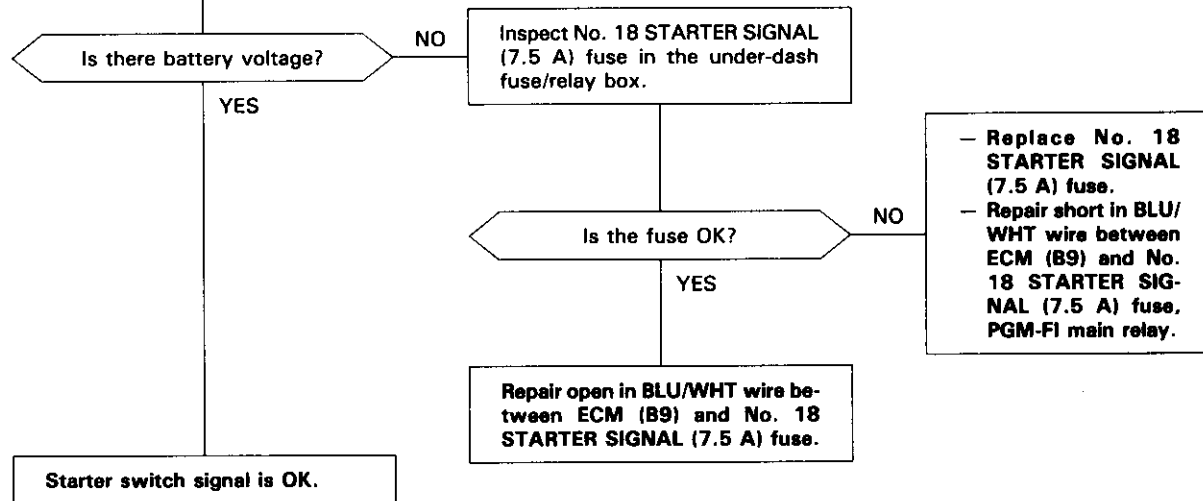 Is there battery voltage?
NO
Inspect No. 18 STARTER SIGNAL
(7.5 A) fuse in the under-dash
fuse/relay box.
YES
Is the fuse OK?
NO
— Replace No. 18
STARTER SIGNAL
(7.5 A) fuse.
— Repair short in BLU/
WHT wire between
ECM (B9) and No.
18 STARTER SIG-
NAL (7.5 A) fuse,
PGM-FI main relay.
YES
Repair open in BLU/WHT wire be-
tween ECM (B9) and No. 18
STARTER SIGNAL (7.5 A) fuse.
Starter switch signal is OK.